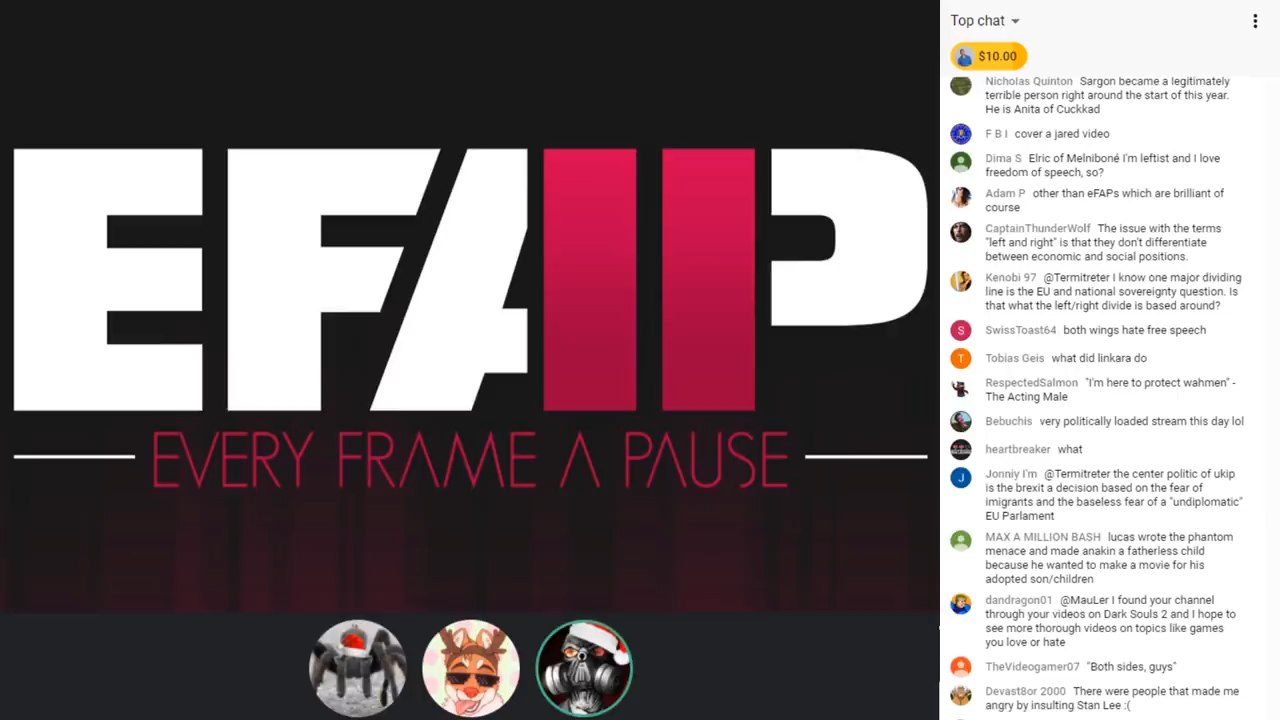 EFAP
EVERY FRAME A PAUSE
Top chat
$10.00
Nicholas Quinton Sargon became a legitimately
terrible person right around the start of this year.
He is Anita of Cuckkad
F B I cover a jared video
Dima S Elric of Melniboné I'm leftist and I love
freedom of speech, so?
Adam P other than eFAPs which are brilliant of
course
CaptainThunderWolf The issue with the terms
"left and right" is that they don't differentiate
between economic and social positions.
Kenobi 97 @Termitreter I know one major dividing
line is the EU and national sovereignty question. Is
that what the left/right divide is based around?
S
SwissToast64 both wings hate free speech
T
Tobias Geis what did linkara do
RespectedSalmon "I'm here to protect wahmen" -
The Acting Male
Bebuchis very politically loaded stream this day lol
heartbreaker what
J
Jonniy I'm @Termitreter the center politic of ukip
is the brexit a decision based on the fear of
imigrants and the baseless fear of a "undiplomatic"
EU Parlament
MAX A MILLION BASH lucas wrote the phantom
menace and made anakin a fatherless child
because he wanted to make a movie for his
adopted son/children
dandragon01 @MauLer I found your channel
through your videos on Dark Souls 2 and I hope to
see more thorough videos on topics like games
you love or hate
TheVideogamer07 "Both sides, guys"
Devast8or 2000 There were people that made me
angry by insulting Stan Lee :(